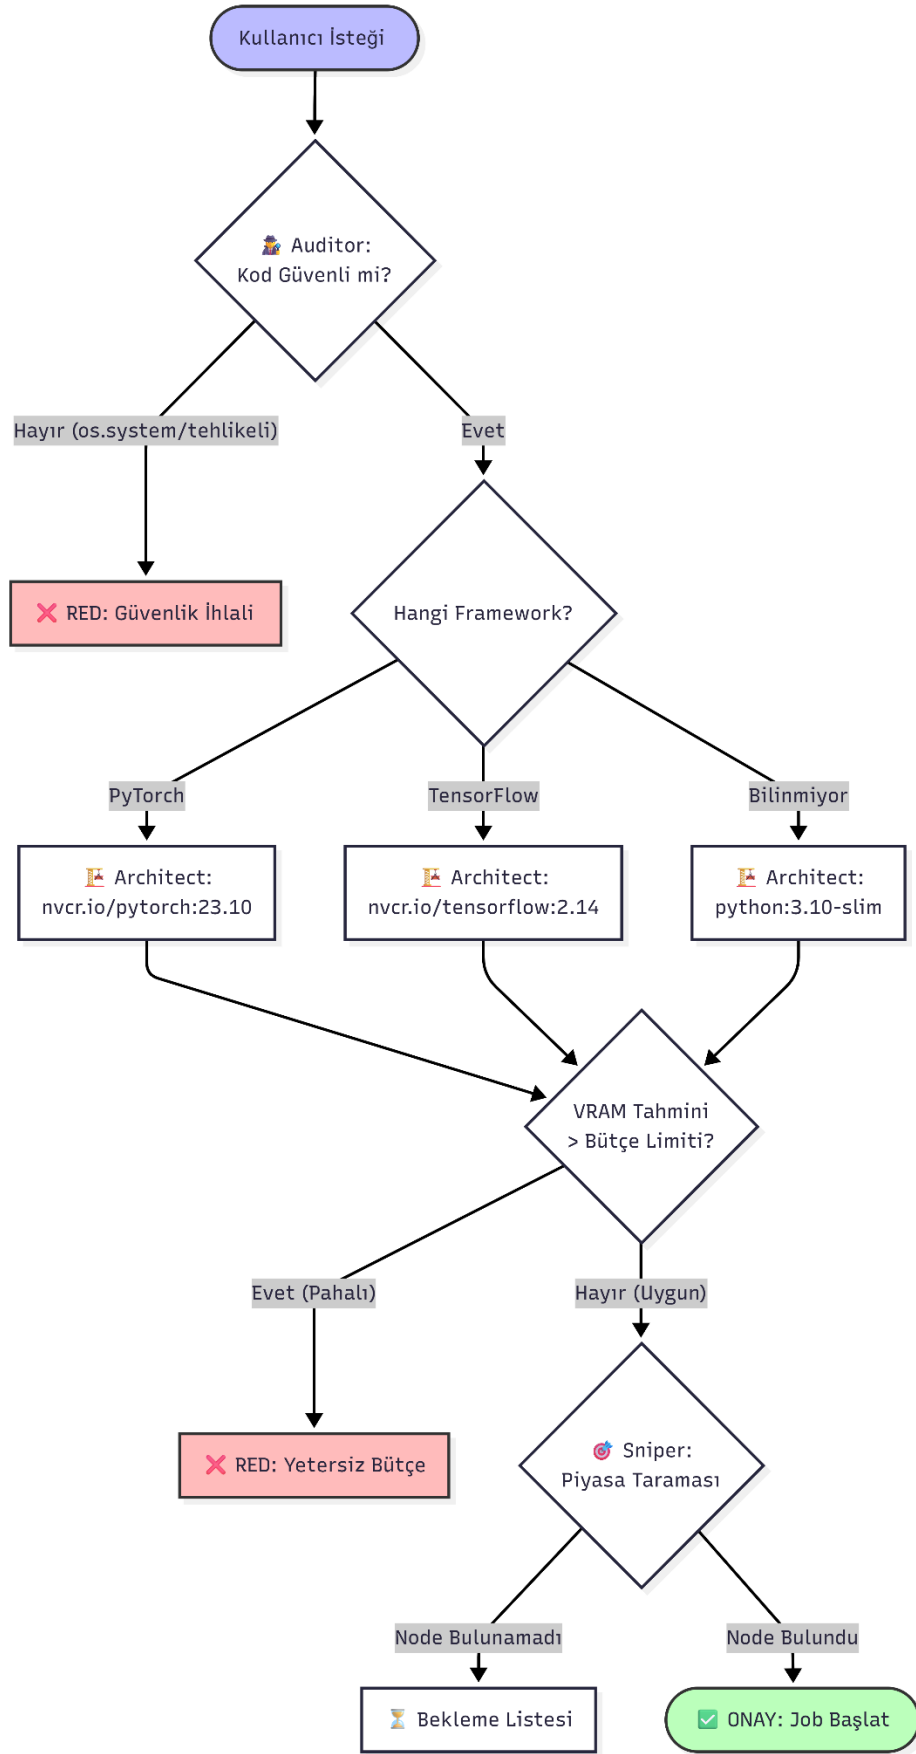 Kullanıcı İsteği
🕵️ Auditor:
Kod Güvenli mi?
Hayır (os.system/tehlikeli)
Evet
❌ RED: Güvenlik İhlali
Hangi Framework?
PyTorch
TensorFlow
Bilinmiyor
🏗️ Architect:
nvcr.io/pytorch:23.10
🏗️ Architect:
nvcr.io/tensorflow:2.14
🏗️ Architect:
python:3.10-slim
VRAM Tahmini
> Bütçe Limiti?
Evet (Pahalı)
Hayır (Uygun)
❌ RED: Yetersiz Bütçe
🎯 Sniper:
Piyasa Taraması
Node Bulunamadı
Node Bulundu
⏳ Bekleme Listesi
✅ ONAY: Job Başlat